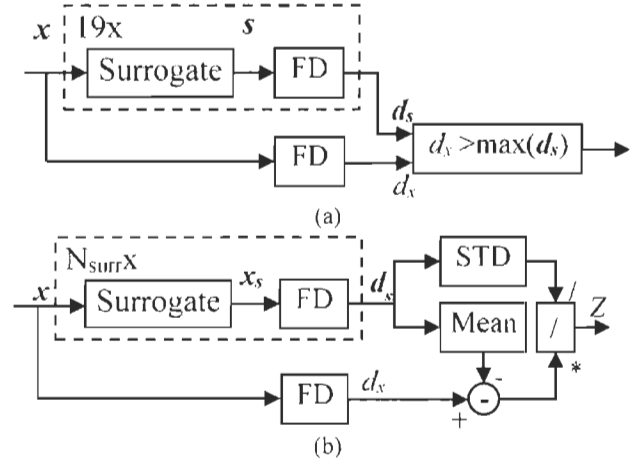 x 19x s
Surrogate FD
d_s
d_x >max(d_s)
FD
d_x
(a)
N_surr x
x x_s d_s STD
Surrogate FD
/ Z
Mean /
*
-
FD d_x -
+
(b)